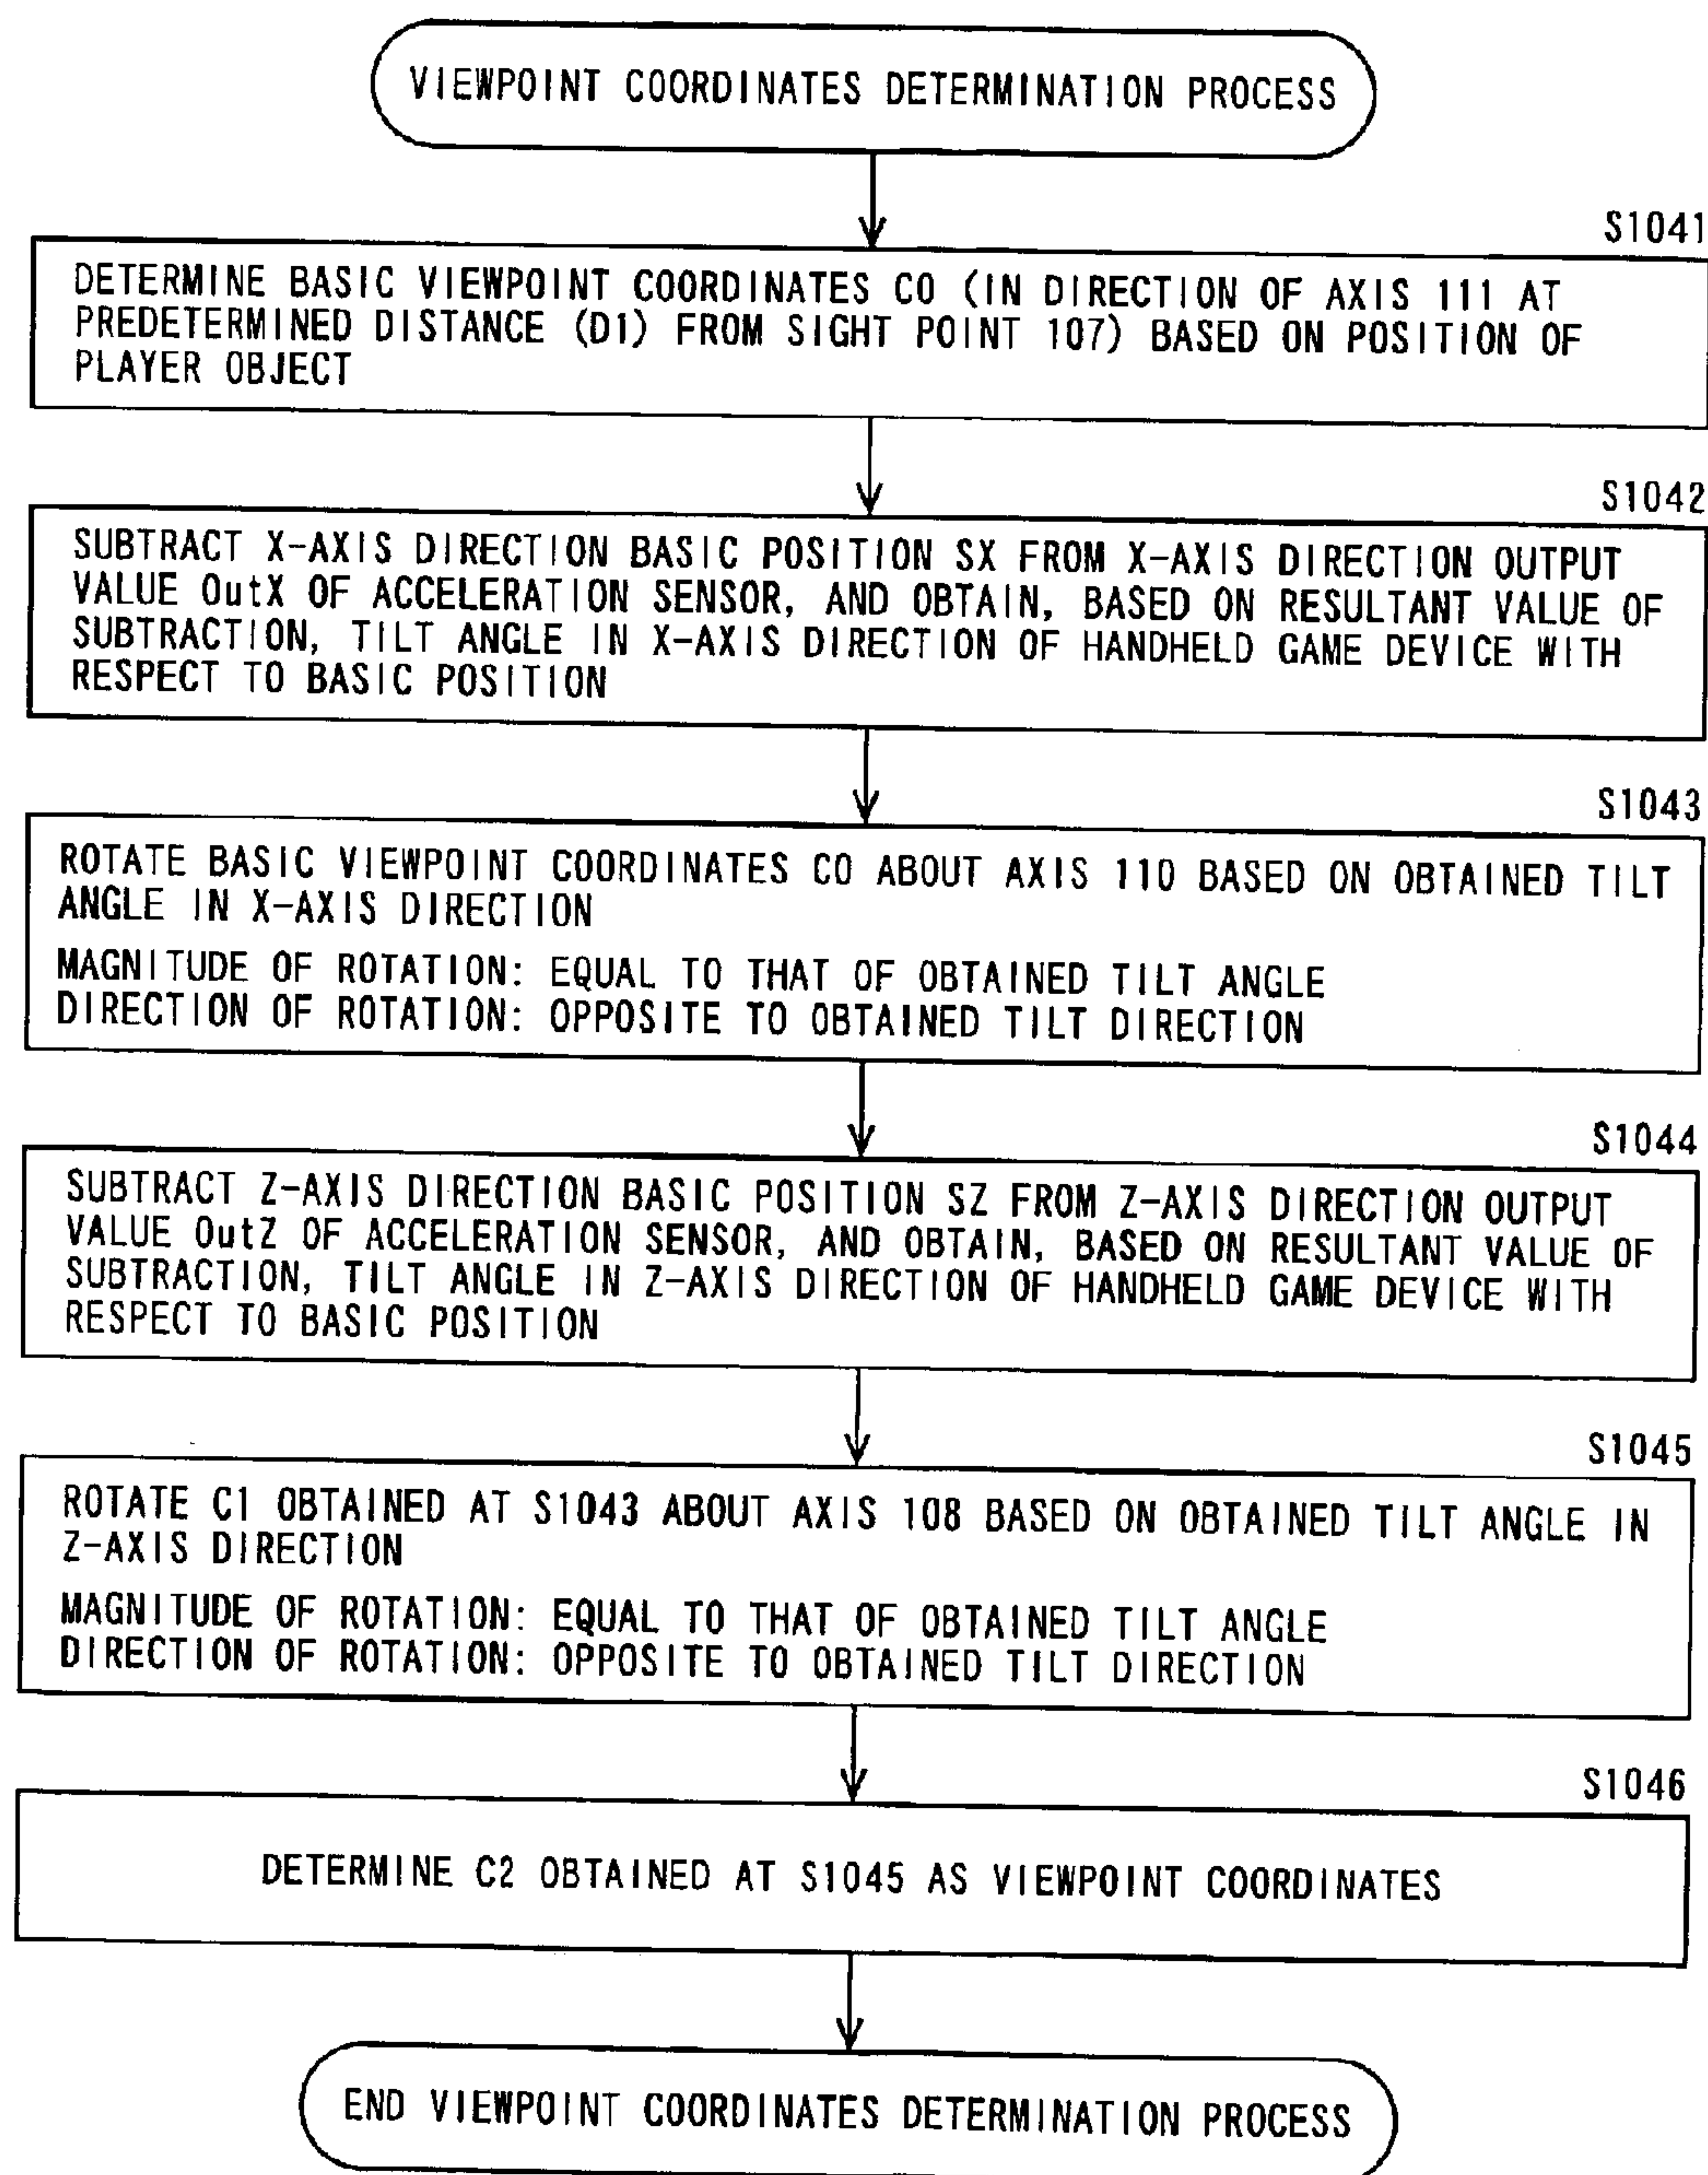 VIEWPOINT COORDINATES DETERMINATION PROCESS
S1041
DETERMINE BASIC VIEWPOINT COORDINATES C0 (IN DIRECTION OF AXIS 111 AT
PREDETERMINED DISTANCE (D1) FROM SIGHT POINT 107) BASED ON POSITION OF
PLAYER OBJECT
S1042
SUBTRACT X-AXIS DIRECTION BASIC POSITION SX FROM X-AXIS DIRECTION OUTPUT
VALUE OutX OF ACCELERATION SENSOR, AND OBTAIN, BASED ON RESULTANT VALUE OF
SUBTRACTION, TILT ANGLE IN X-AXIS DIRECTION OF HANDHELD GAME DEVICE WITH
RESPECT TO BASIC POSITION
S1043
ROTATE BASIC VIEWPOINT COORDINATES C0 ABOUT AXIS 110 BASED ON OBTAINED TILT
ANGLE IN X-AXIS DIRECTION
MAGNITUDE OF ROTATION: EQUAL TO THAT OF OBTAINED TILT ANGLE
DIRECTION OF ROTATION: OPPOSITE TO OBTAINED TILT DIRECTION
S1044
SUBTRACT Z-AXIS DIRECTION BASIC POSITION SZ FROM Z-AXIS DIRECTION OUTPUT
VALUE OutZ OF ACCELERATION SENSOR, AND OBTAIN, BASED ON RESULTANT VALUE OF
SUBTRACTION, TILT ANGLE IN Z-AXIS DIRECTION OF HANDHELD GAME DEVICE WITH
RESPECT TO BASIC POSITION
S1045
ROTATE C1 OBTAINED AT S1043 ABOUT AXIS 108 BASED ON OBTAINED TILT ANGLE IN
Z-AXIS DIRECTION
MAGNITUDE OF ROTATION: EQUAL TO THAT OF OBTAINED TILT ANGLE
DIRECTION OF ROTATION: OPPOSITE TO OBTAINED TILT DIRECTION
S1046
DETERMINE C2 OBTAINED AT S1045 AS VIEWPOINT COORDINATES
END VIEWPOINT COORDINATES DETERMINATION PROCESS